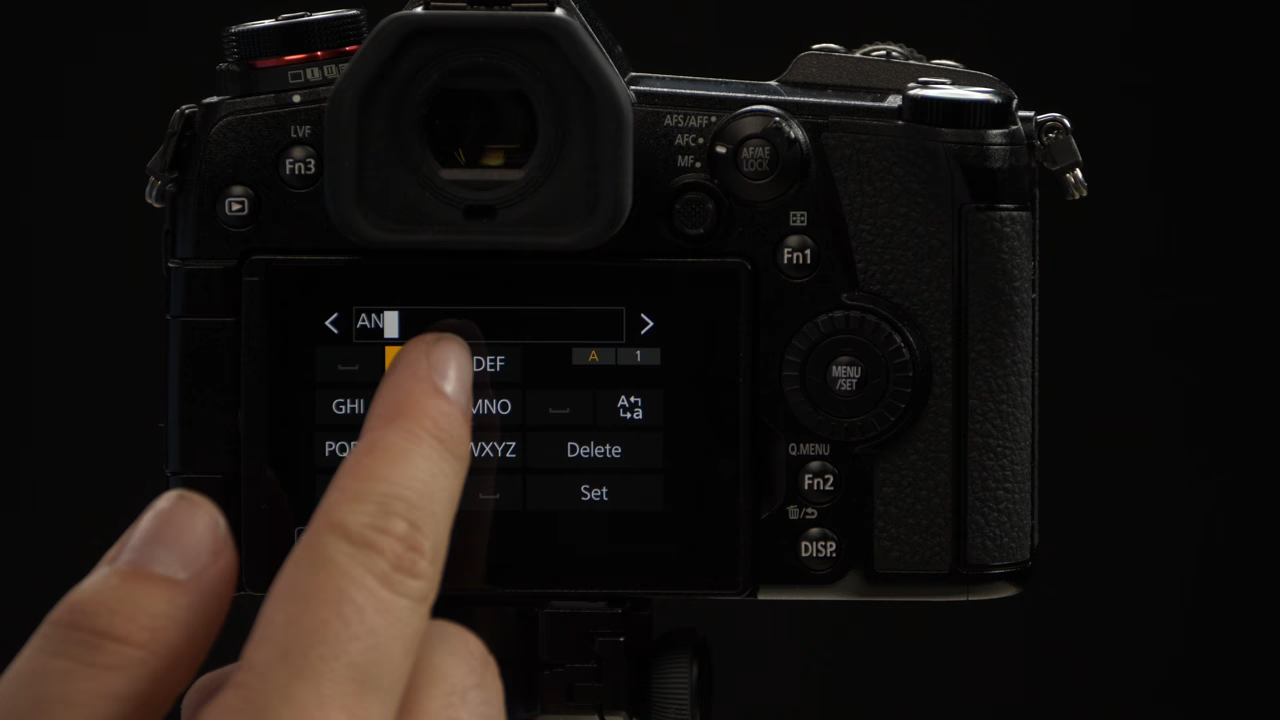 LVF
Fn3
AFS/AFF
AFC
MF
AF/AE
LOCK
Fn1
AN
DEF
A 1
GHI MNO A a
WXYZ Delete
Set
MENU
/SET
Q.MENU
Fn2
DISP.